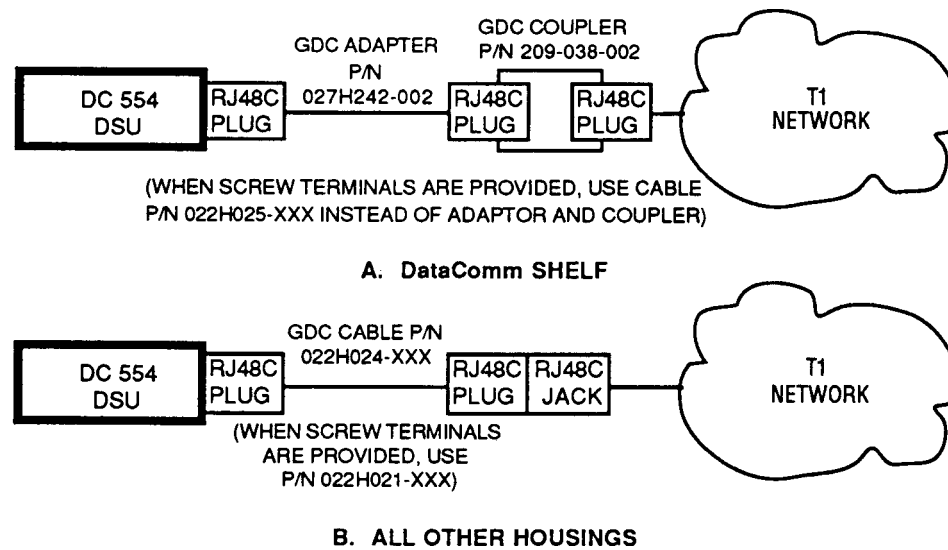 GDC ADAPTER
P/N
027H242-002
GDC COUPLER
P/N 209-038-002
DC 554
DSU
RJ48C
PLUG
RJ48C
PLUG
RJ48C
PLUG
T1
NETWORK
(WHEN SCREW TERMINALS ARE PROVIDED, USE CABLE
P/N 022H025-XXX INSTEAD OF ADAPTOR AND COUPLER)
A. DataComm SHELF
GDC CABLE P/N
022H024-XXX
DC 554
DSU
RJ48C
PLUG
RJ48C
PLUG
RJ48C
JACK
T1
NETWORK
(WHEN SCREW TERMINALS
ARE PROVIDED, USE
P/N 022H021-XXX)
B. ALL OTHER HOUSINGS